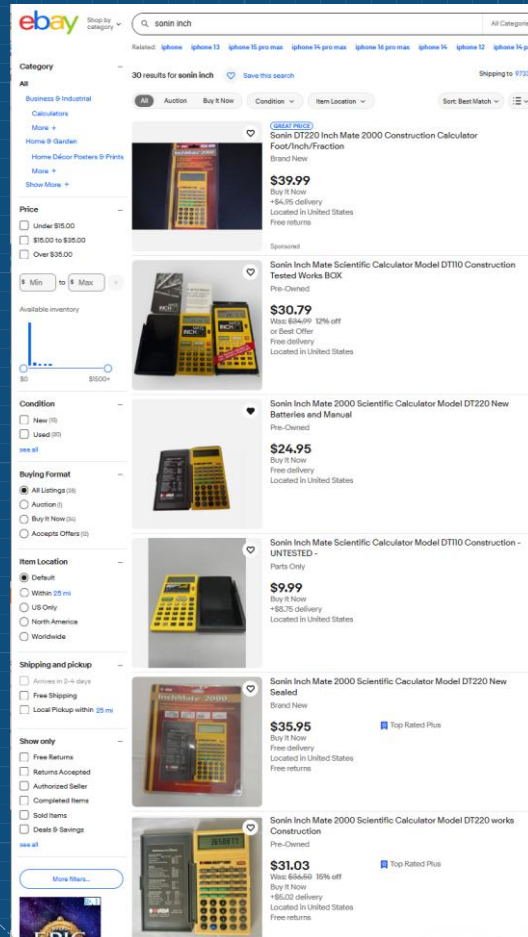 ebay
Shop by category
sonin inch
All Categorie
Related: iphone iphone 13 iphone 15 pro max iphone 14 pro max iphone 16 pro max iphone 14 iphone 12 iphone 14 p
Category
All
Business & Industrial
Calculators
More +
Home & Garden
Home Décor Posters & Prints
More +
Show More +
Price
Under $15.00
$15.00 to $35.00
Over $35.00
$ Min to $ Max
Available inventory
$0 $1500+
Condition
New (10)
Used (20)
see all
Buying Format
All Listings
Auction (1)
Buy It Now
Accepts Offers (12)
Item Location
Default
Within 25 mi
US Only
North America
Worldwide
Shipping and pickup
Arrives in 2-4 days
Free Shipping
Local Pickup within 25 mi
Show only
Free Returns
Returns Accepted
Authorized Seller
Completed Items
Sold Items
Deals & Savings
see all
More filters...
EPIC
30 results for sonin inch Save this search
Shipping to 9733
All Auction Buy It Now Condition Item Location
Sort: Best Match
GREAT PRICE
Sonin DT220 Inch Mate 2000 Construction Calculator
Foot/Inch/Fraction
Brand New
$39.99
Buy It Now
+$4.95 delivery
Located in United States
Free returns
Sponsored
Sonin Inch Mate Scientific Calculator Model DT110 Construction
Tested Works BOX
Pre-Owned
$30.79
Was: $34.99 12% off
or Best Offer
Free delivery
Located in United States
Sonin Inch Mate 2000 Scientific Calculator Model DT220 New
Batteries and Manual
Pre-Owned
$24.95
Buy It Now
Free delivery
Located in United States
Sonin Inch Mate Scientific Calculator Model DT110 Construction -
UNTESTED -
Parts Only
$9.99
Buy It Now
+$8.75 delivery
Located in United States
InchMate 2000
Sonin Inch Mate 2000 Scientific Caculator Model DT220 New
Sealed
Brand New
$35.95
Top Rated Plus
Buy It Now
Free delivery
Located in United States
Free returns
Sonin Inch Mate 2000 Scientific Calculator Model DT220 works
Construction
Pre-Owned
$31.03
Top Rated Plus
Was: $36.50 15% off
Buy It Now
+$5.02 delivery
Located in United States
Free returns